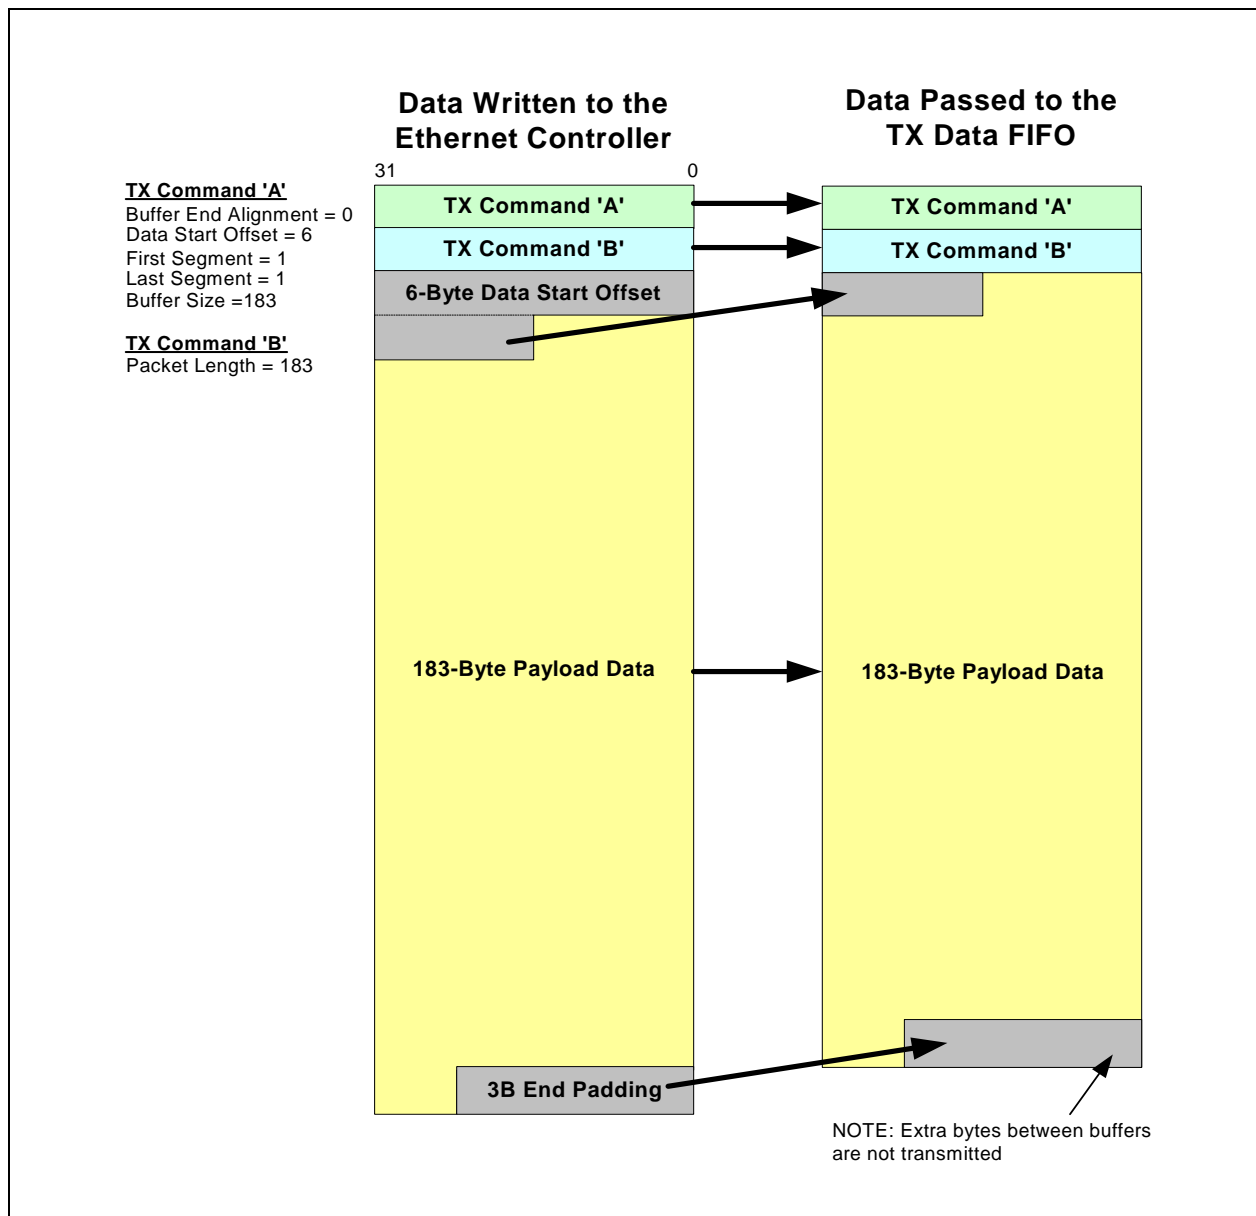 Data Written to the
Ethernet Controller
Data Passed to the
TX Data FIFO
31
0
TX Command 'A'
Buffer End Alignment = 0
Data Start Offset = 6
First Segment = 1
Last Segment = 1
Buffer Size =183
TX Command 'B'
Packet Length = 183
TX Command 'A'
TX Command 'B'
6-Byte Data Start Offset
183-Byte Payload Data
3B End Padding
TX Command 'A'
TX Command 'B'
183-Byte Payload Data
NOTE: Extra bytes between buffers
are not transmitted